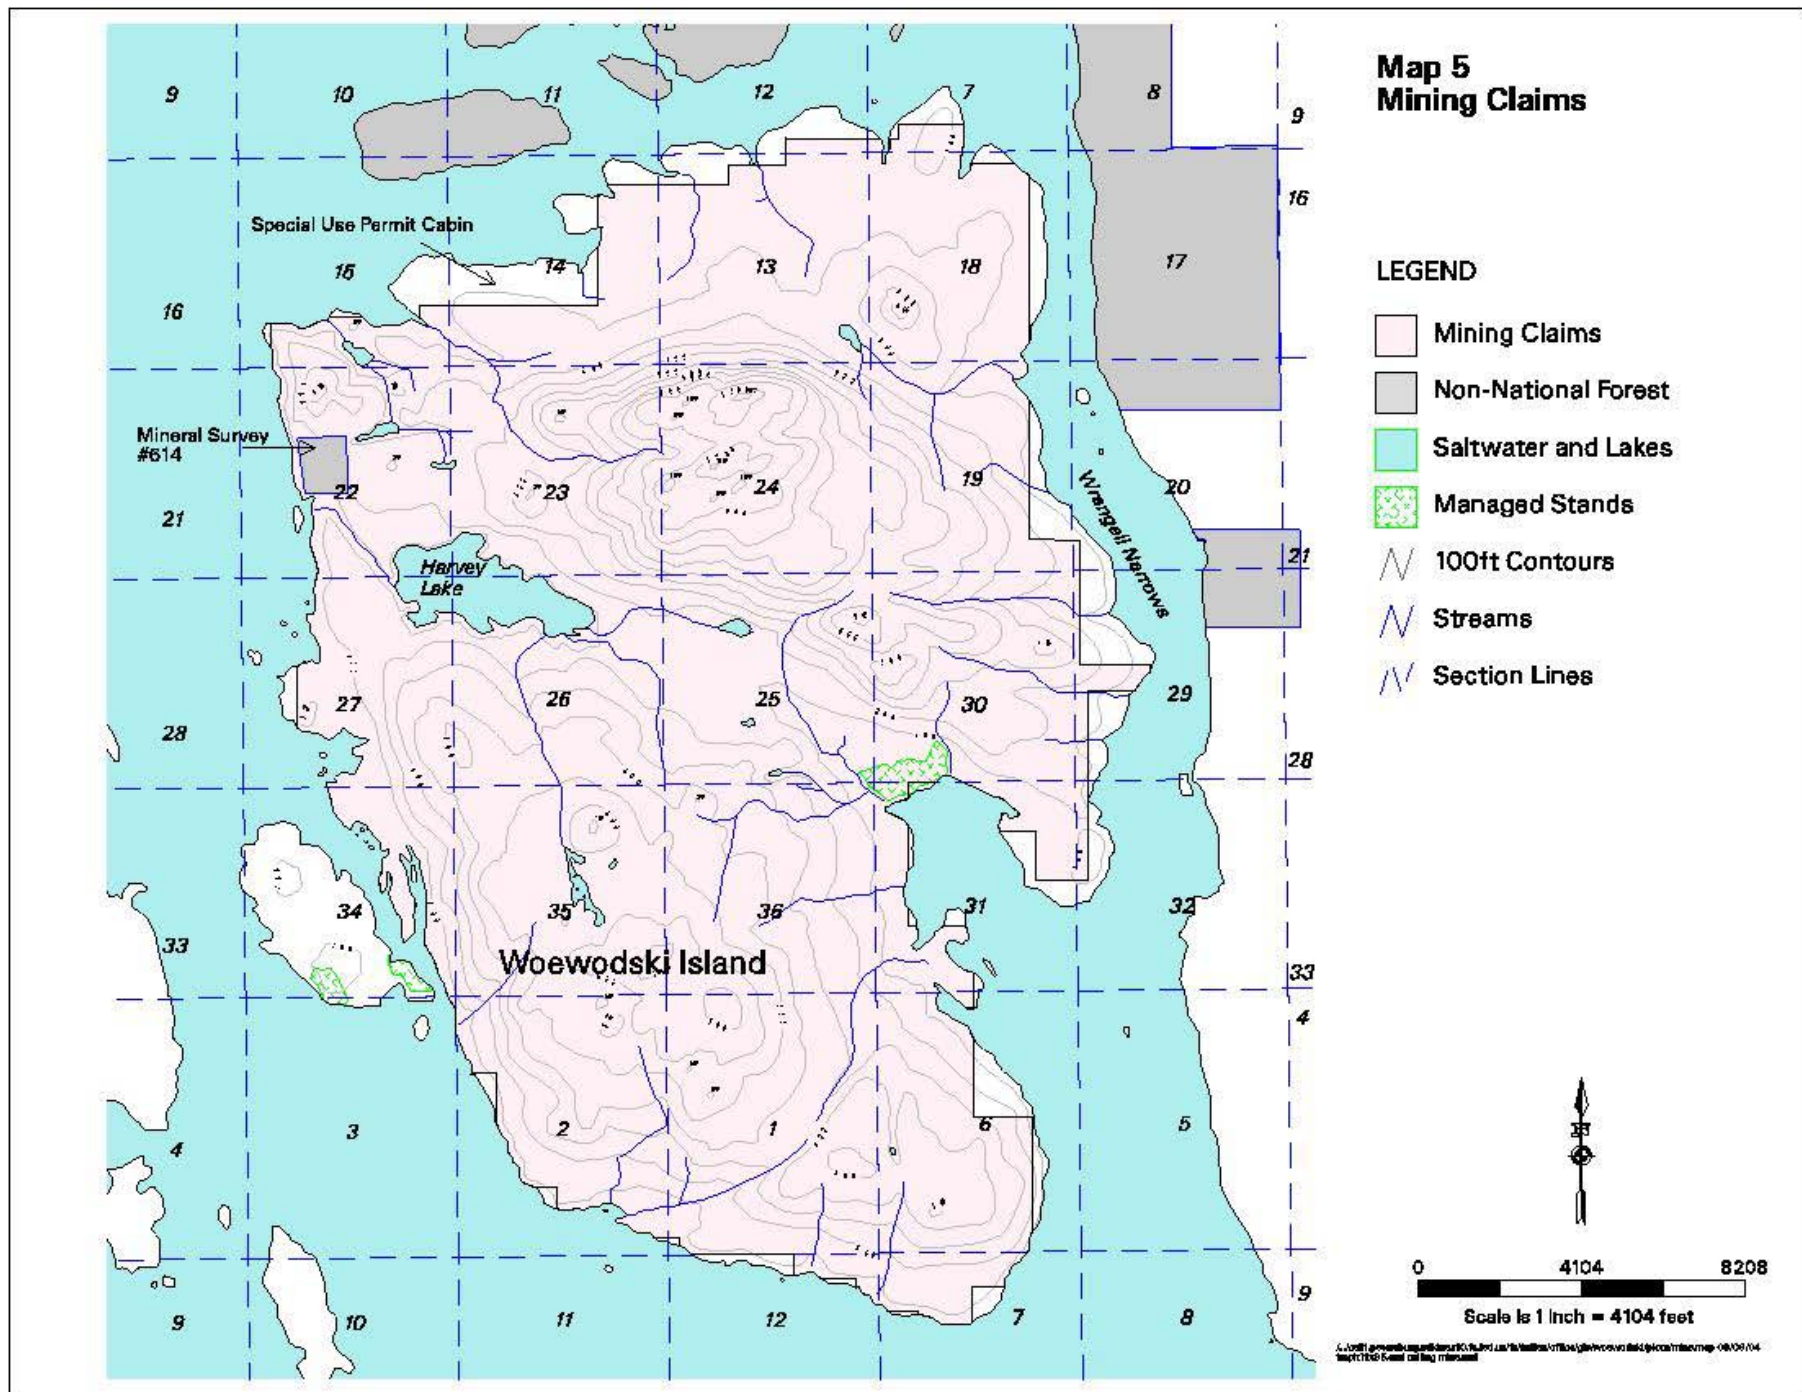 Map 5
Mining Claims
9
10
11
12
7
8
9
16
Special Use Permit Cabin
15
14
13
18
17
16
LEGEND
Mining Claims
Non-National Forest
Saltwater and Lakes
Managed Stands
100ft Contours
Streams
Section Lines
Mineral Survey
#614
22
23
24
19
20
21
21
Wrangell Narrows
Harvey
Lake
27
26
25
30
29
28
28
34
35
36
31
32
33
33
Woewodski Island
4
3
2
1
6
5
4
9
10
11
12
7
8
9
0 4104 8208
Scale is 1 inch = 4104 feet